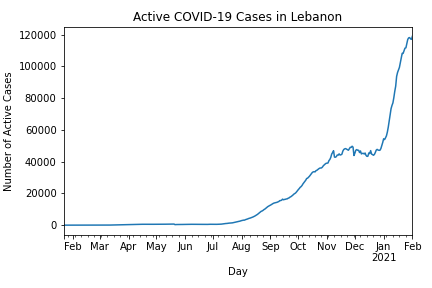 Active COVID-19 Cases in Lebanon
120000
100000
80000
60000
40000
20000
0
Number of Active Cases
Feb Mar Apr May Jun Jul Aug Sep Oct Nov Dec Jan Feb
2021
Day